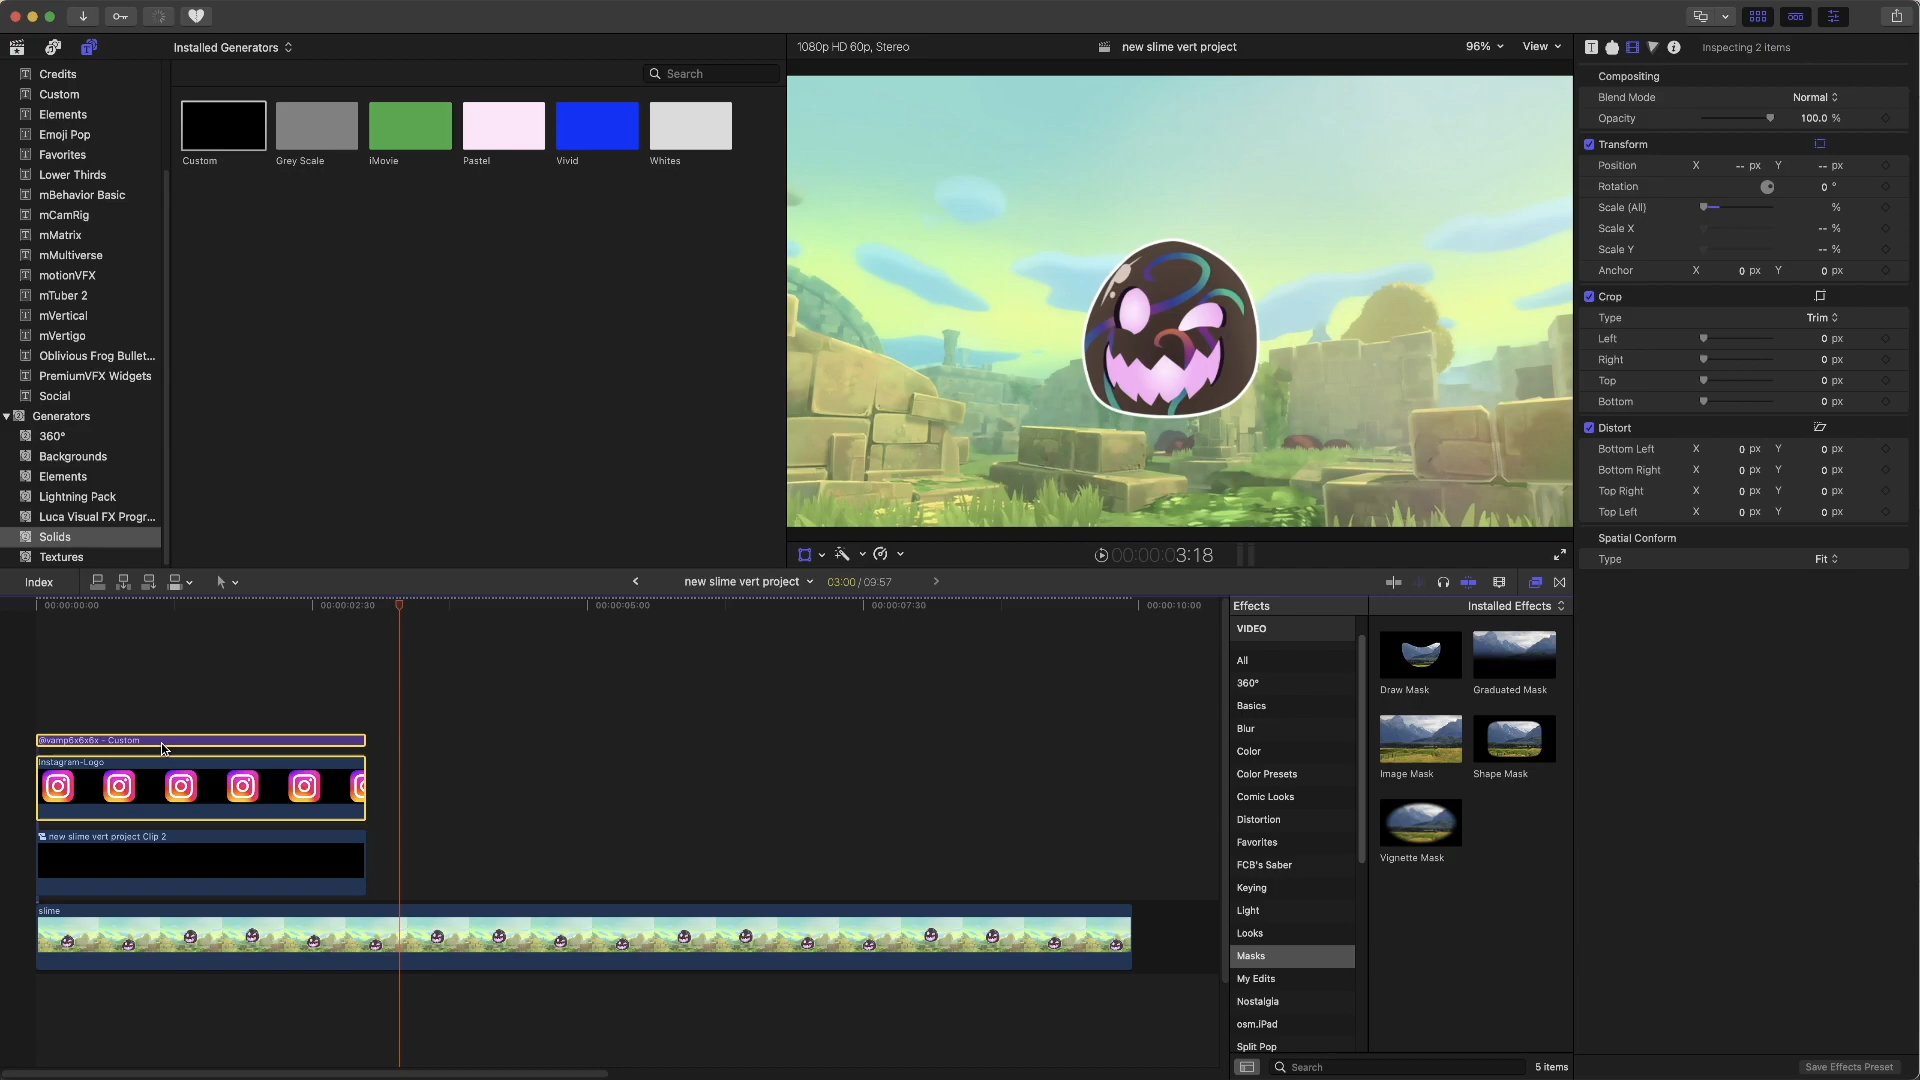 Installed Generators
1080p HD 60p, Stereo
new slime vert project
96%
View
Inspecting 2 items
Search
Credits
Custom
Elements
Emoji Pop
Favorites
Lower Thirds
mBehavior Basic
mCamRig
mMatrix
mMultiverse
motionVFX
mTuber 2
mVertical
mVertigo
Oblivious Frog Bullet...
PremiumVFX Widgets
Social
Generators
360°
Backgrounds
Elements
Lightning Pack
Luca Visual FX Progr...
Solids
Textures
Custom
Grey Scale
iMovie
Pastel
Vivid
Whites
Compositing
Blend Mode Normal
Opacity 100.0 %
Transform
Position X -- px Y -- px
Rotation 0 °
Scale (All) %
Scale X -- %
Scale Y -- %
Anchor X 0 px Y 0 px
Crop
Type Trim
Left 0 px
Right 0 px
Top 0 px
Bottom 0 px
Distort
Bottom Left X 0 px Y 0 px
Bottom Right X 0 px Y 0 px
Top Right X 0 px Y 0 px
Top Left X 0 px Y 0 px
Spatial Conform
Type Fit
00:00:03:18
Index
new slime vert project
03:00 / 09:57
00:00:00:00
00:00:02:30
00:00:05:00
00:00:07:30
00:00:10:00
@vamp6x6x6x - Custom
Instagram-Logo
new slime vert project Clip 2
slime
Effects
Installed Effects
VIDEO
All
360°
Basics
Blur
Color
Color Presets
Comic Looks
Distortion
Favorites
FCB's Saber
Keying
Light
Looks
Masks
My Edits
Nostalgia
osm.iPad
Split Pop
Draw Mask
Graduated Mask
Image Mask
Shape Mask
Vignette Mask
Search
5 items
Save Effects Preset